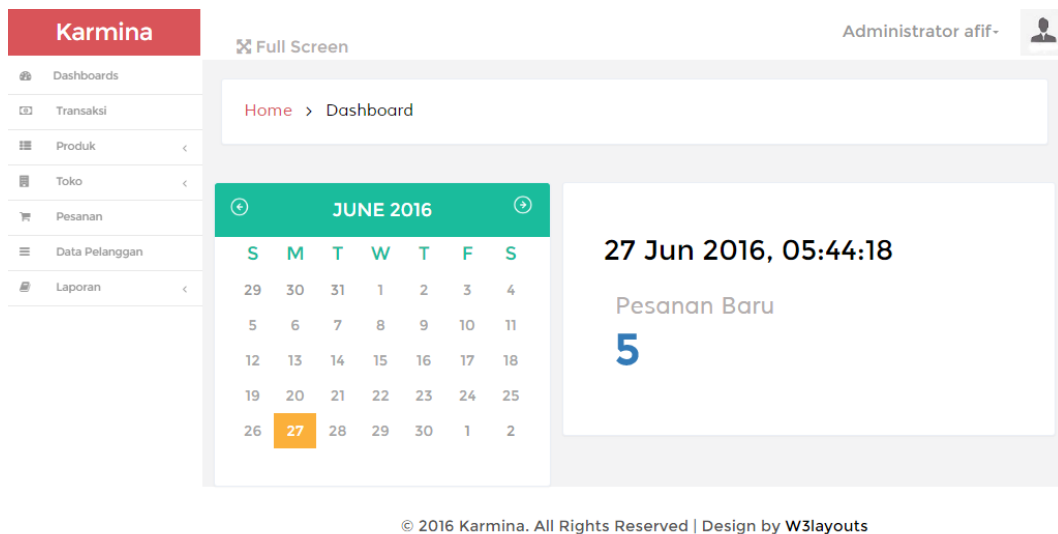 Karmina
Full Screen
Administrator afif
Dashboards
Transaksi
Produk
Toko
Pesanan
Data Pelanggan
Laporan
Home > Dashboard
JUNE 2016
S M T W T F S
29 30 31 1 2 3 4
5 6 7 8 9 10 11
12 13 14 15 16 17 18
19 20 21 22 23 24 25
26 27 28 29 30 1 2
27 Jun 2016, 05:44:18
Pesanan Baru
5
© 2016 Karmina. All Rights Reserved | Design by W3layouts